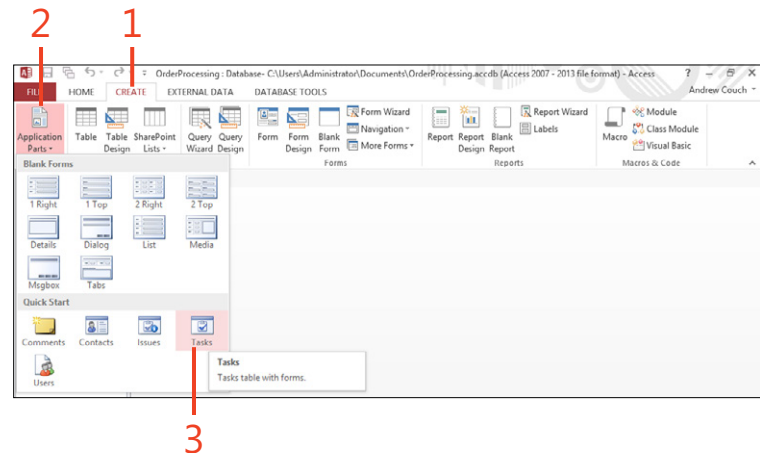 2 1
OrderProcessing : Database- C:\Users\Administrator\Documents\OrderProcessing.accdb (Access 2007 - 2013 file format) - Access
FILE HOME CREATE EXTERNAL DATA DATABASE TOOLS Andrew Couch
Application Parts Table Table Design SharePoint Lists Query Wizard Query Design Form Form Design Blank Form Form Wizard Navigation More Forms Report Report Design Blank Report Report Wizard Labels Macro Module Class Module Visual Basic
Forms Reports Macros & Code
Blank Forms
1 Right 1 Top 2 Right 2 Top
Details Dialog List Media
Msgbox Tabs
Quick Start
Comments Contacts Issues Tasks
Users
Tasks
Tasks table with forms.
3